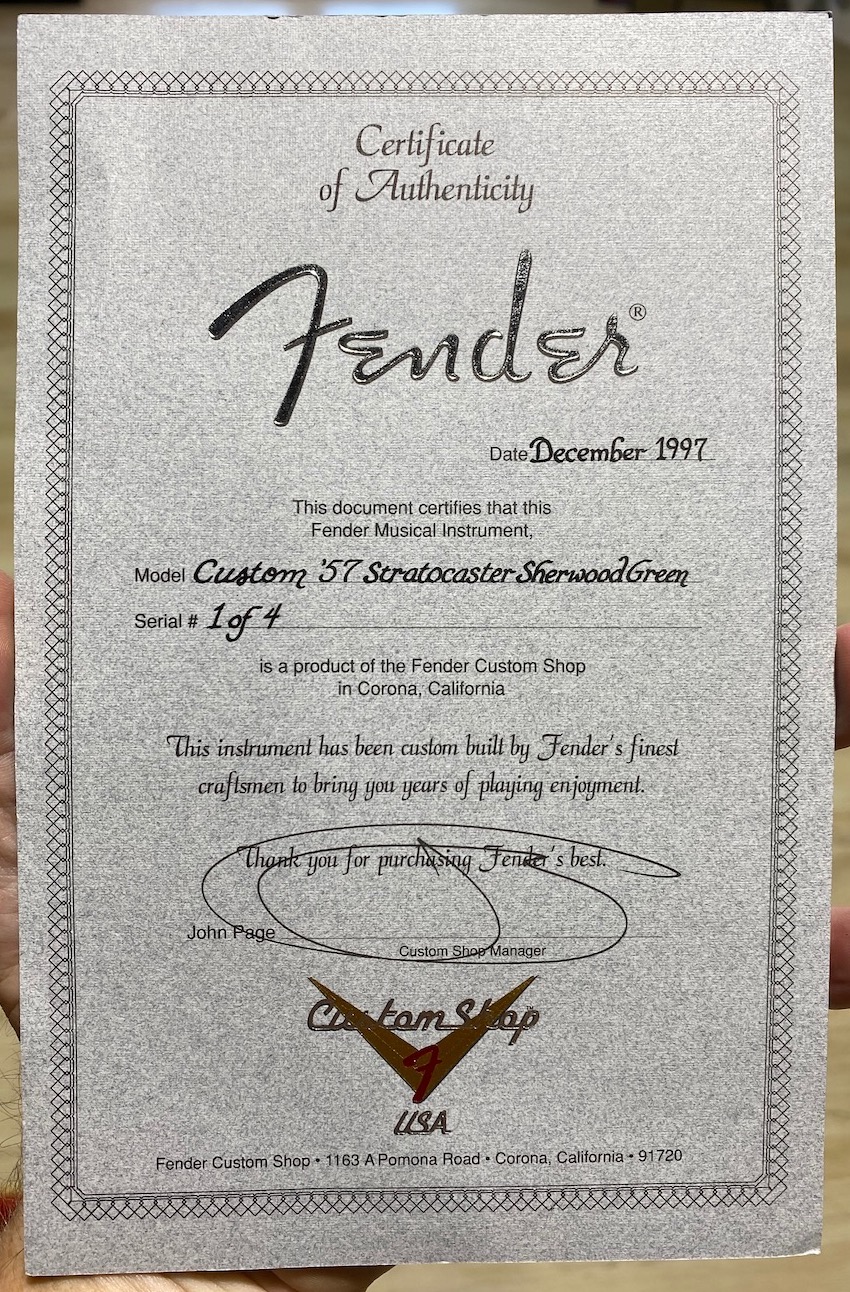 Certificate
of Authenticity
Fender®
Date December 1997
This document certifies that this
Fender Musical Instrument,
Model Custom '57 Stratocaster Sherwood Green
Serial # 1 of 4
is a product of the Fender Custom Shop
in Corona, California
This instrument has been custom built by Fender's finest
craftsmen to bring you years of playing enjoyment.
Thank you for purchasing Fender's best.
John Page
Custom Shop Manager
Custom Shop™
F
USA
Fender Custom Shop • 1163 A Pomona Road • Corona, California • 91720